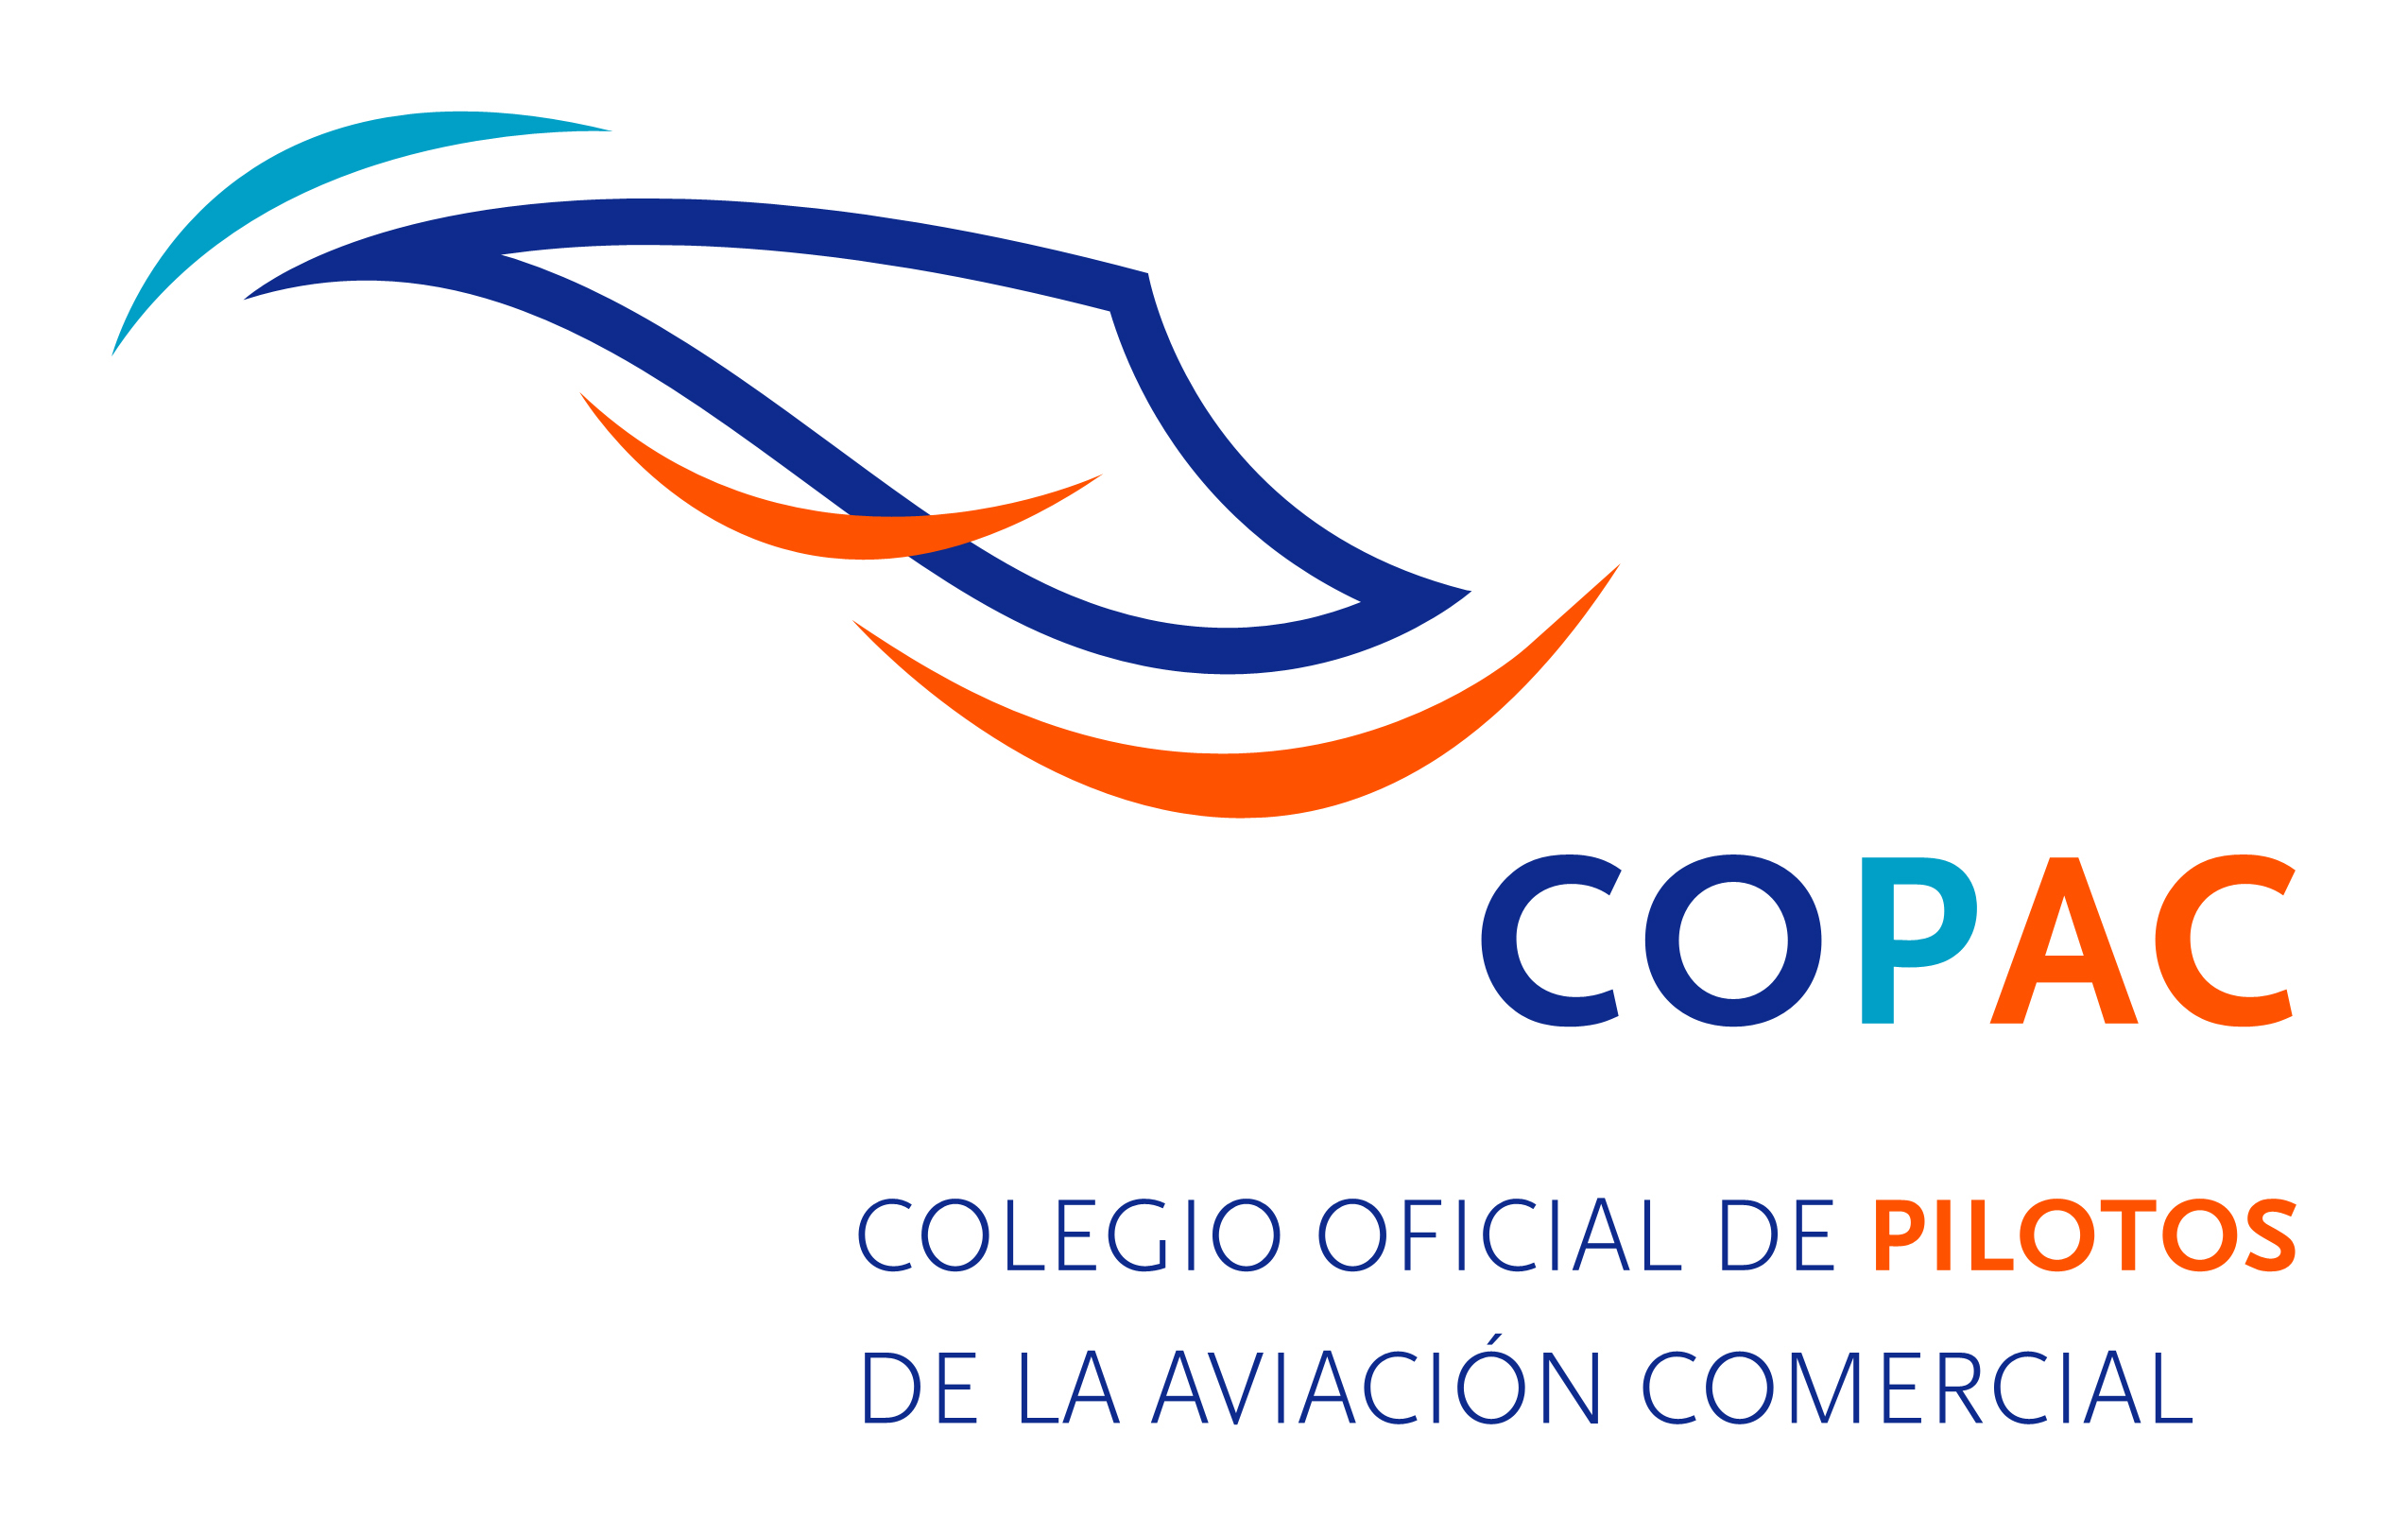 COPAC
COLEGIO OFICIAL DE PILOTOS
DE LA AVIACIÓN COMERCIAL